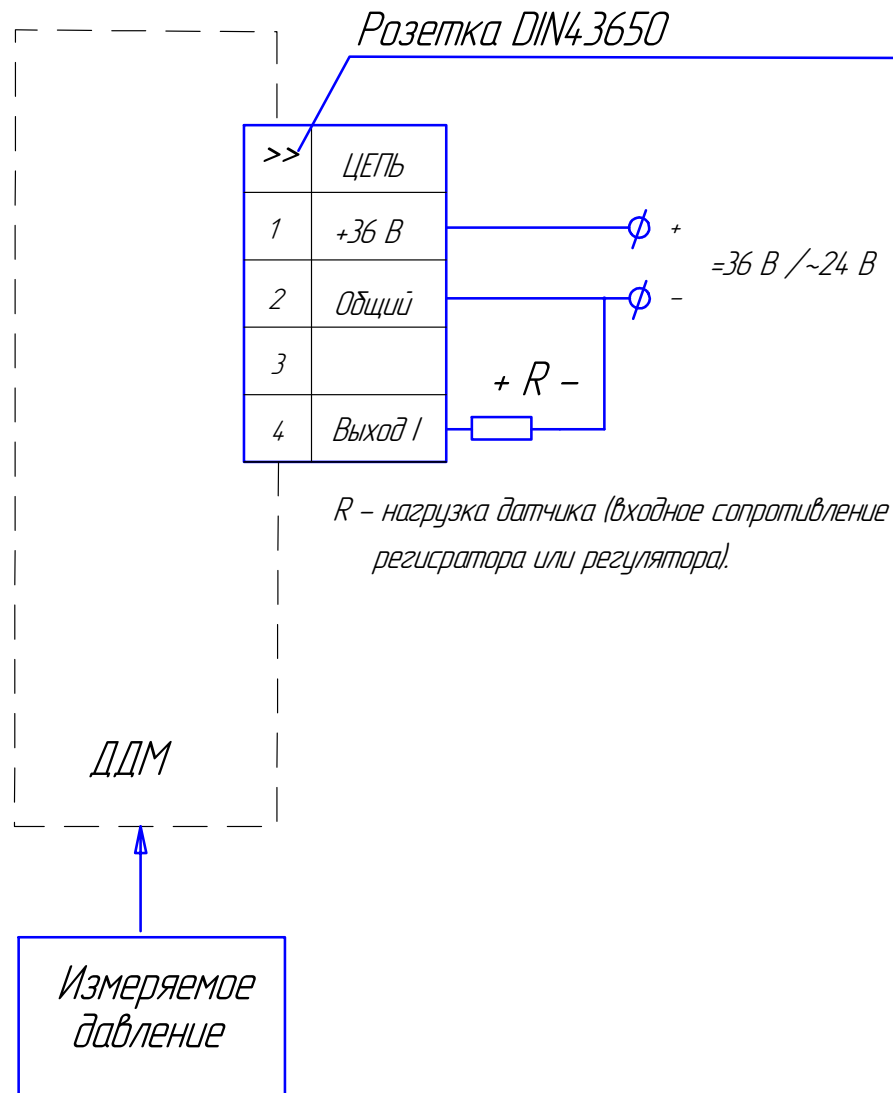 Розетка DIN43650
>> ЦЕПЬ
1 +36 В +
=36 В /~24 В
2 Общий -
3
+ R -
4 Выход I
R - нагрузка датчика (входное сопротивление
регисратора или регулятора).
ДДМ
Измеряемое
давление